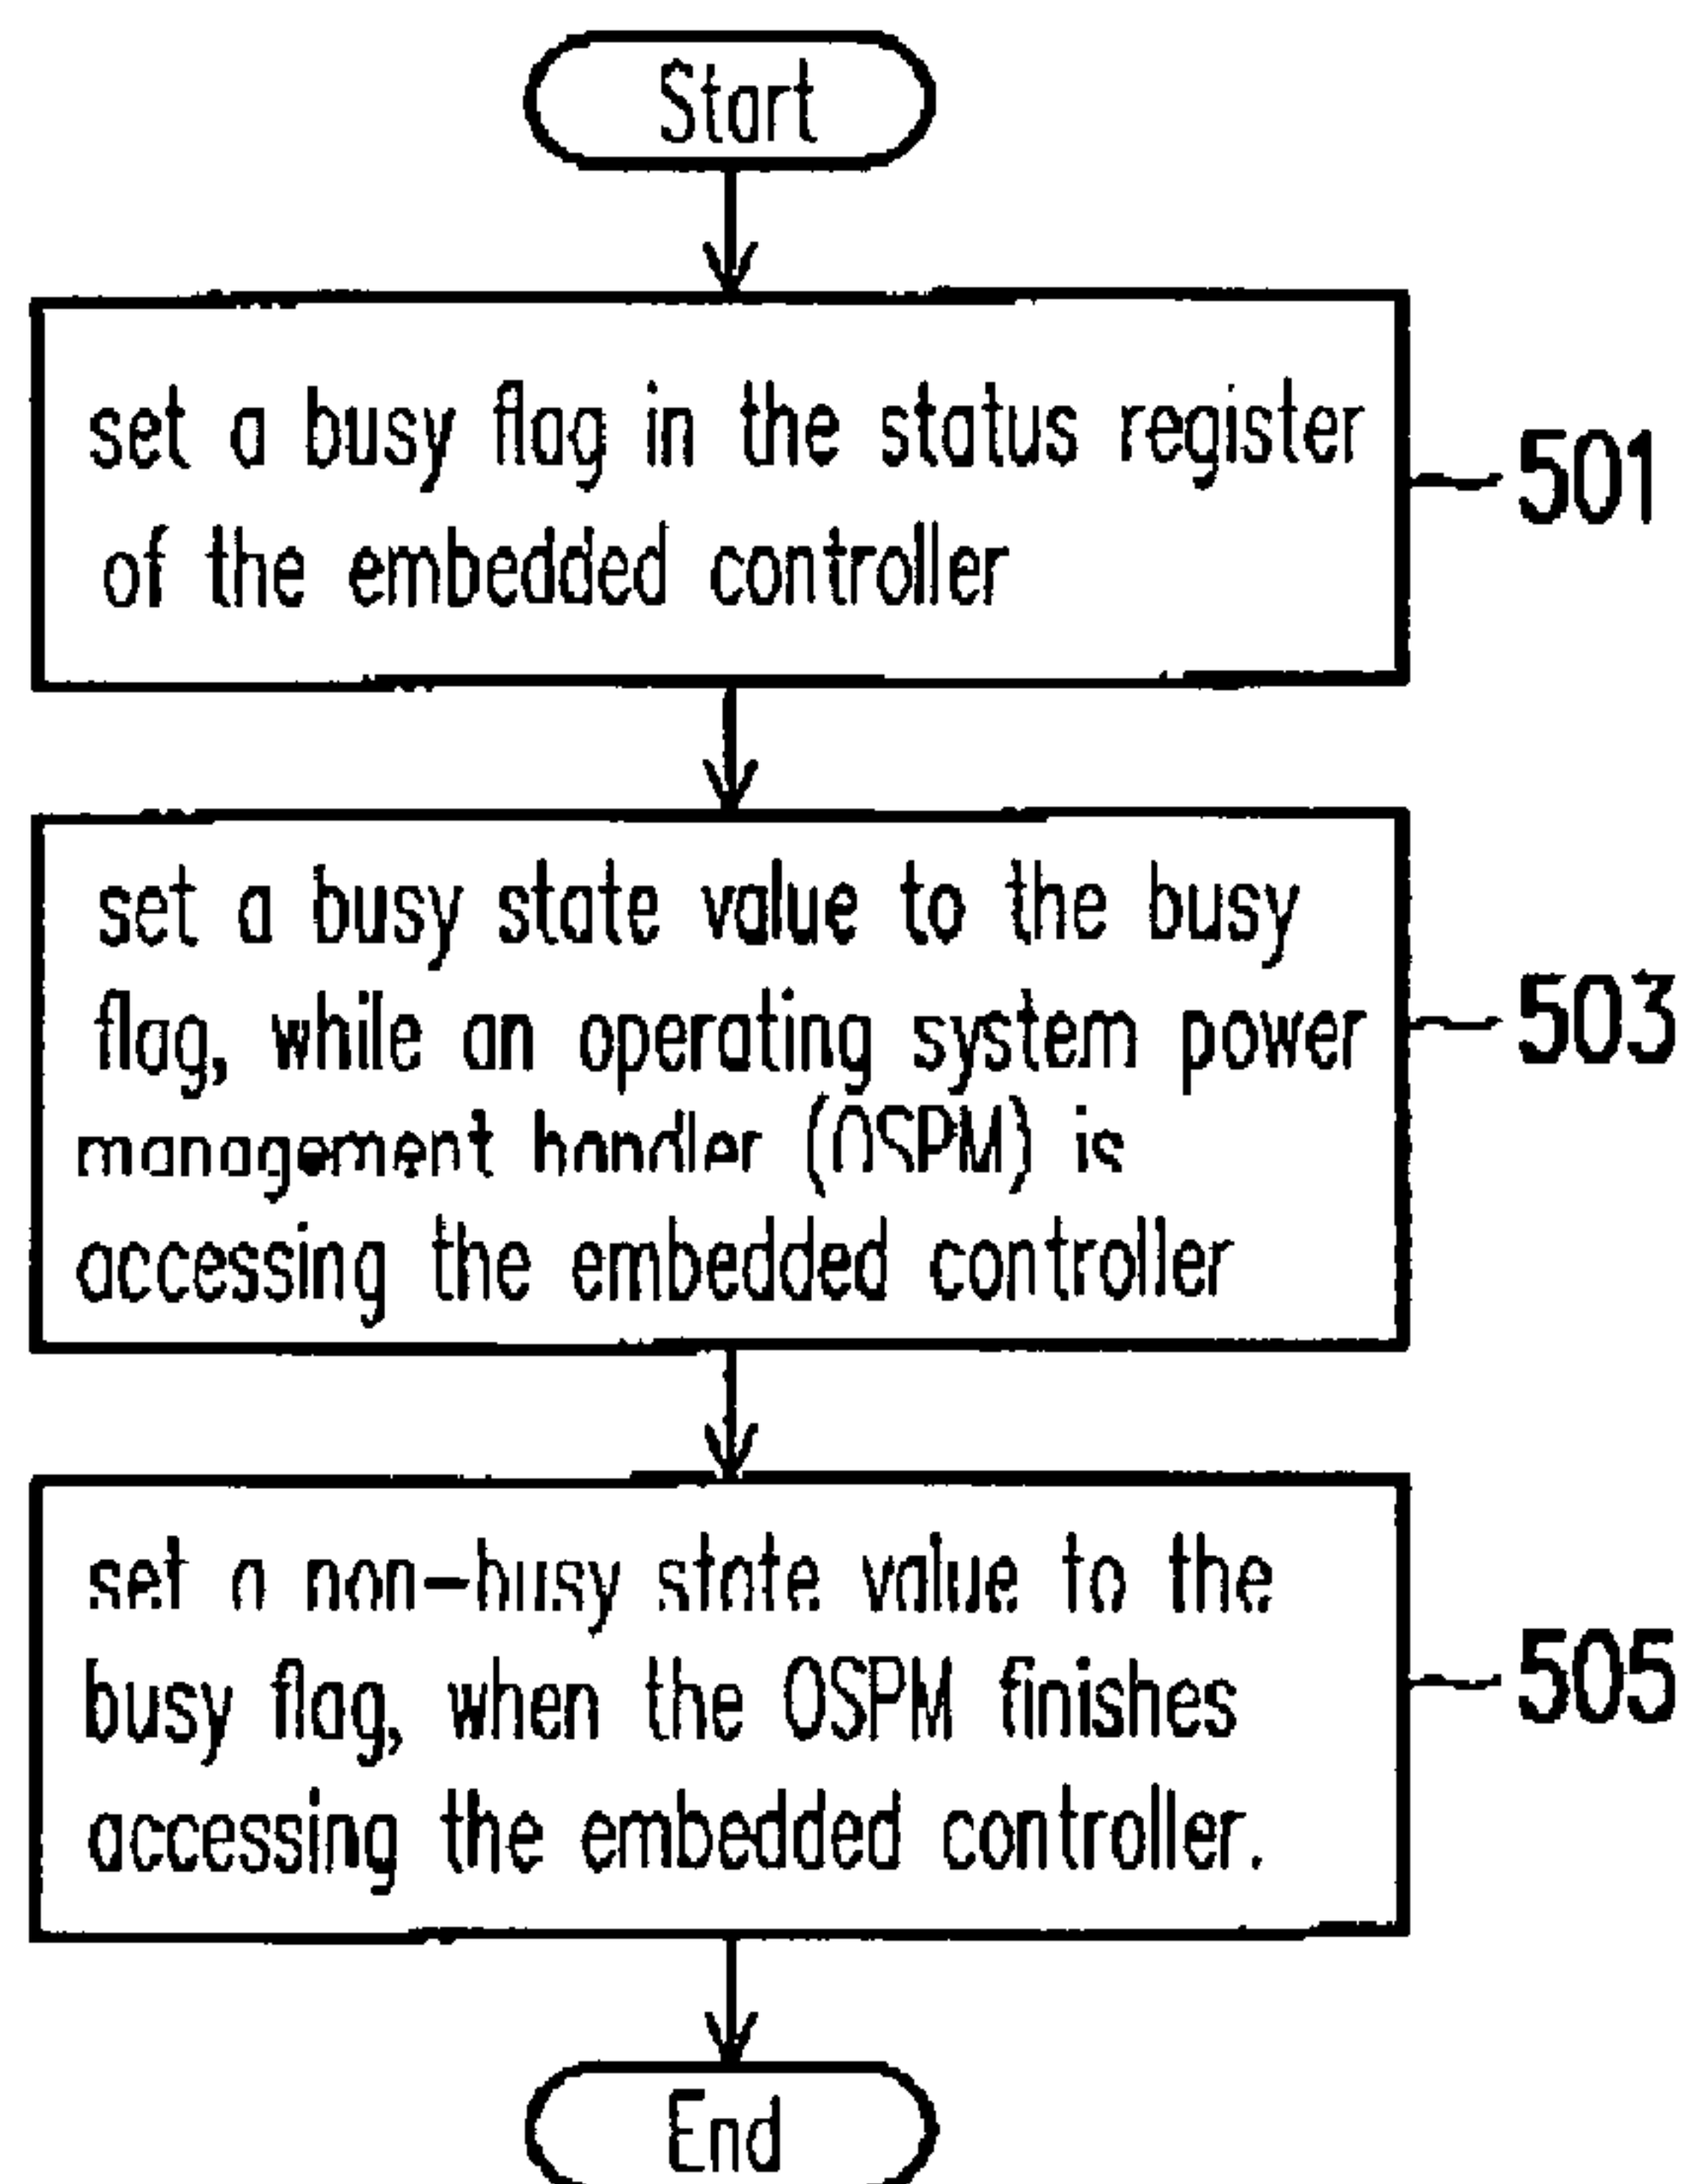 Start
set a busy flag in the status register
of the embedded controller
501
set a busy state value to the busy
flag, while an operating system power
management handler (OSPM) is
accessing the embedded controller
503
set a non-busy state value to the
busy flag, when the OSPM finishes
accessing the embedded controller.
505
End